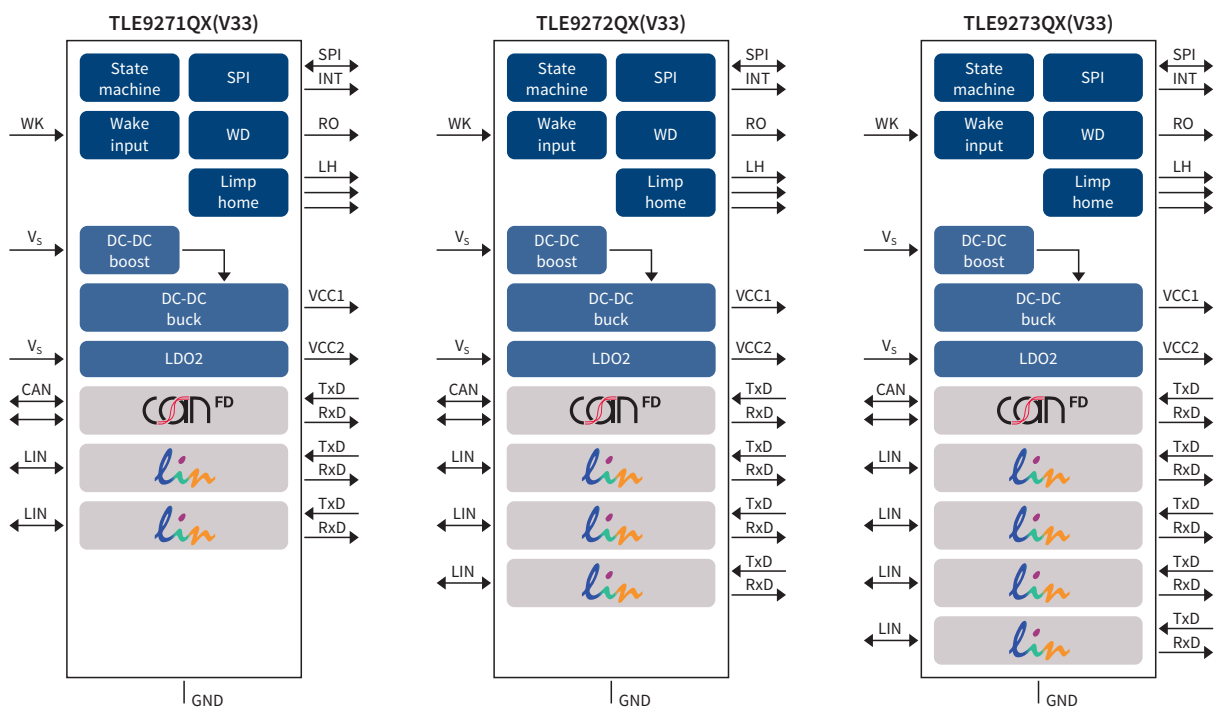 TLE9271QX(V33)
State
machine
SPI
SPI
INT
WK
Wake
input
WD
RO
Limp
home
LH
VS
DC-DC
boost
DC-DC
buck
VCC1
VS
LDO2
VCC2
CAN
CAN FD
TxD
RxD
LIN
lin
TxD
RxD
LIN
lin
TxD
RxD
GND
TLE9272QX(V33)
State
machine
SPI
SPI
INT
WK
Wake
input
WD
RO
Limp
home
LH
VS
DC-DC
boost
DC-DC
buck
VCC1
VS
LDO2
VCC2
CAN
CAN FD
TxD
RxD
LIN
lin
TxD
RxD
LIN
lin
TxD
RxD
LIN
lin
TxD
RxD
GND
TLE9273QX(V33)
State
machine
SPI
SPI
INT
WK
Wake
input
WD
RO
Limp
home
LH
VS
DC-DC
boost
DC-DC
buck
VCC1
VS
LDO2
VCC2
CAN
CAN FD
TxD
RxD
LIN
lin
TxD
RxD
LIN
lin
TxD
RxD
LIN
lin
TxD
RxD
LIN
lin
TxD
RxD
GND